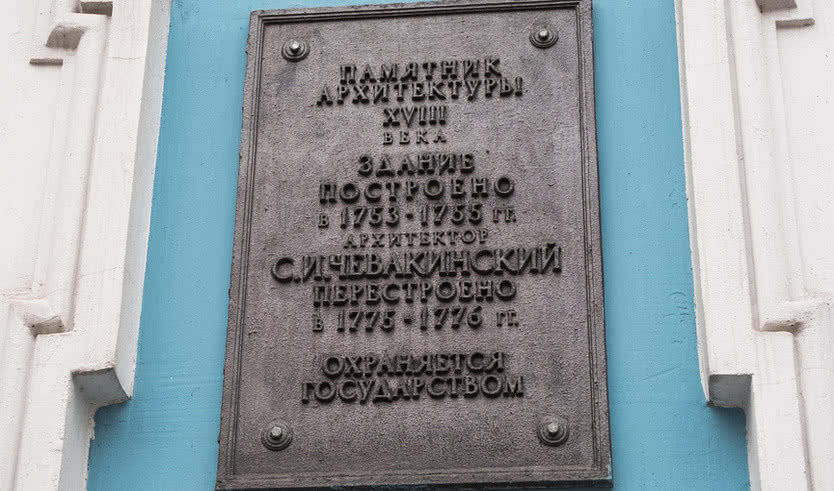 ПАМЯТНИК
АРХИТЕКТУРЫ
XVIII
ВЕКА
ЗДАНИЕ
ПОСТРОЕНО
В 1753-1755 ГГ.
АРХИТЕКТОР
С.И.ЧЕВАКИНСКИЙ
ПЕРЕСТРОЕНО
В 1775-1776 ГГ.
ОХРАНЯЕТСЯ
ГОСУДАРСТВОМ